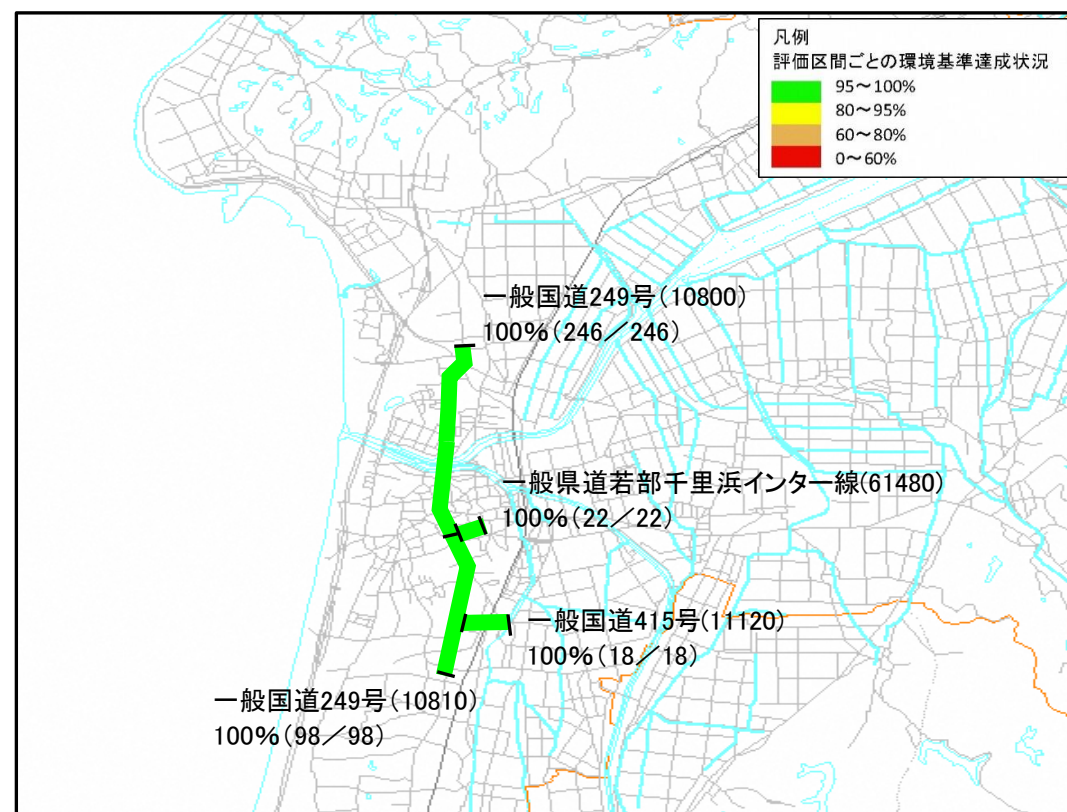 凡例
評価区間ごとの環境基準達成状況
95～100%
80～95%
60～80%
0～60%
一般国道249号(10800)
100%(246／246)
一般県道若部千里浜インター線(61480)
100%(22／22)
一般国道415号(11120)
100%(18／18)
一般国道249号(10810)
100%(98／98)